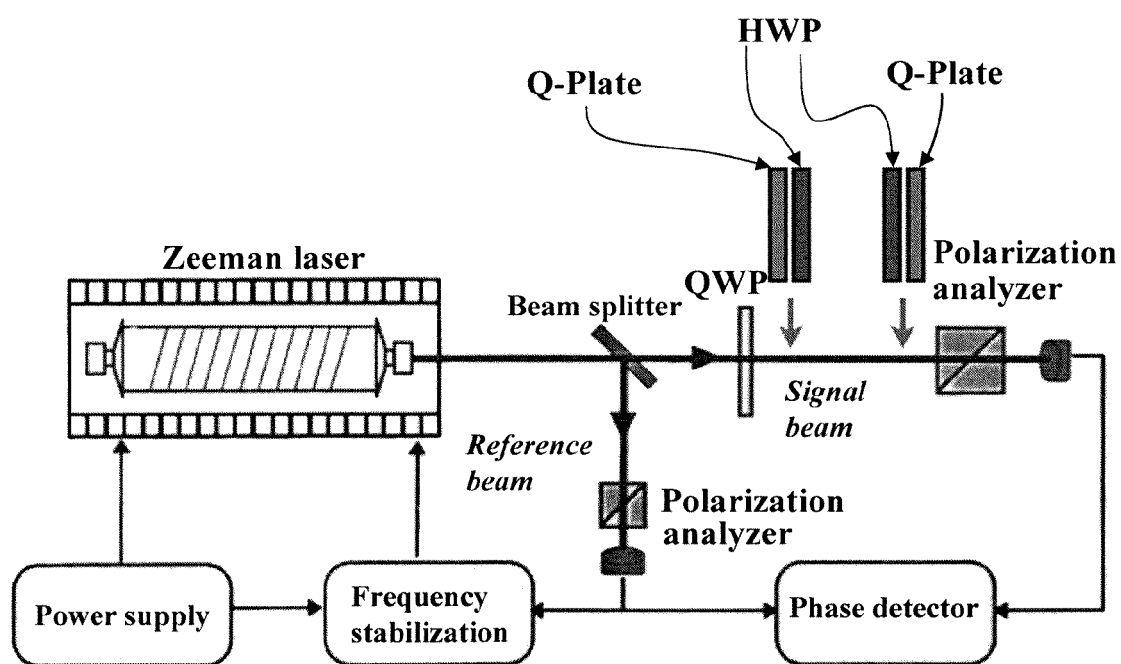 HWP
Q-Plate
Q-Plate
Zeeman laser
Beam splitter
QWP
Polarization
analyzer
Signal
beam
Reference
beam
Polarization
analyzer
Power supply
Frequency
stabilization
Phase detector